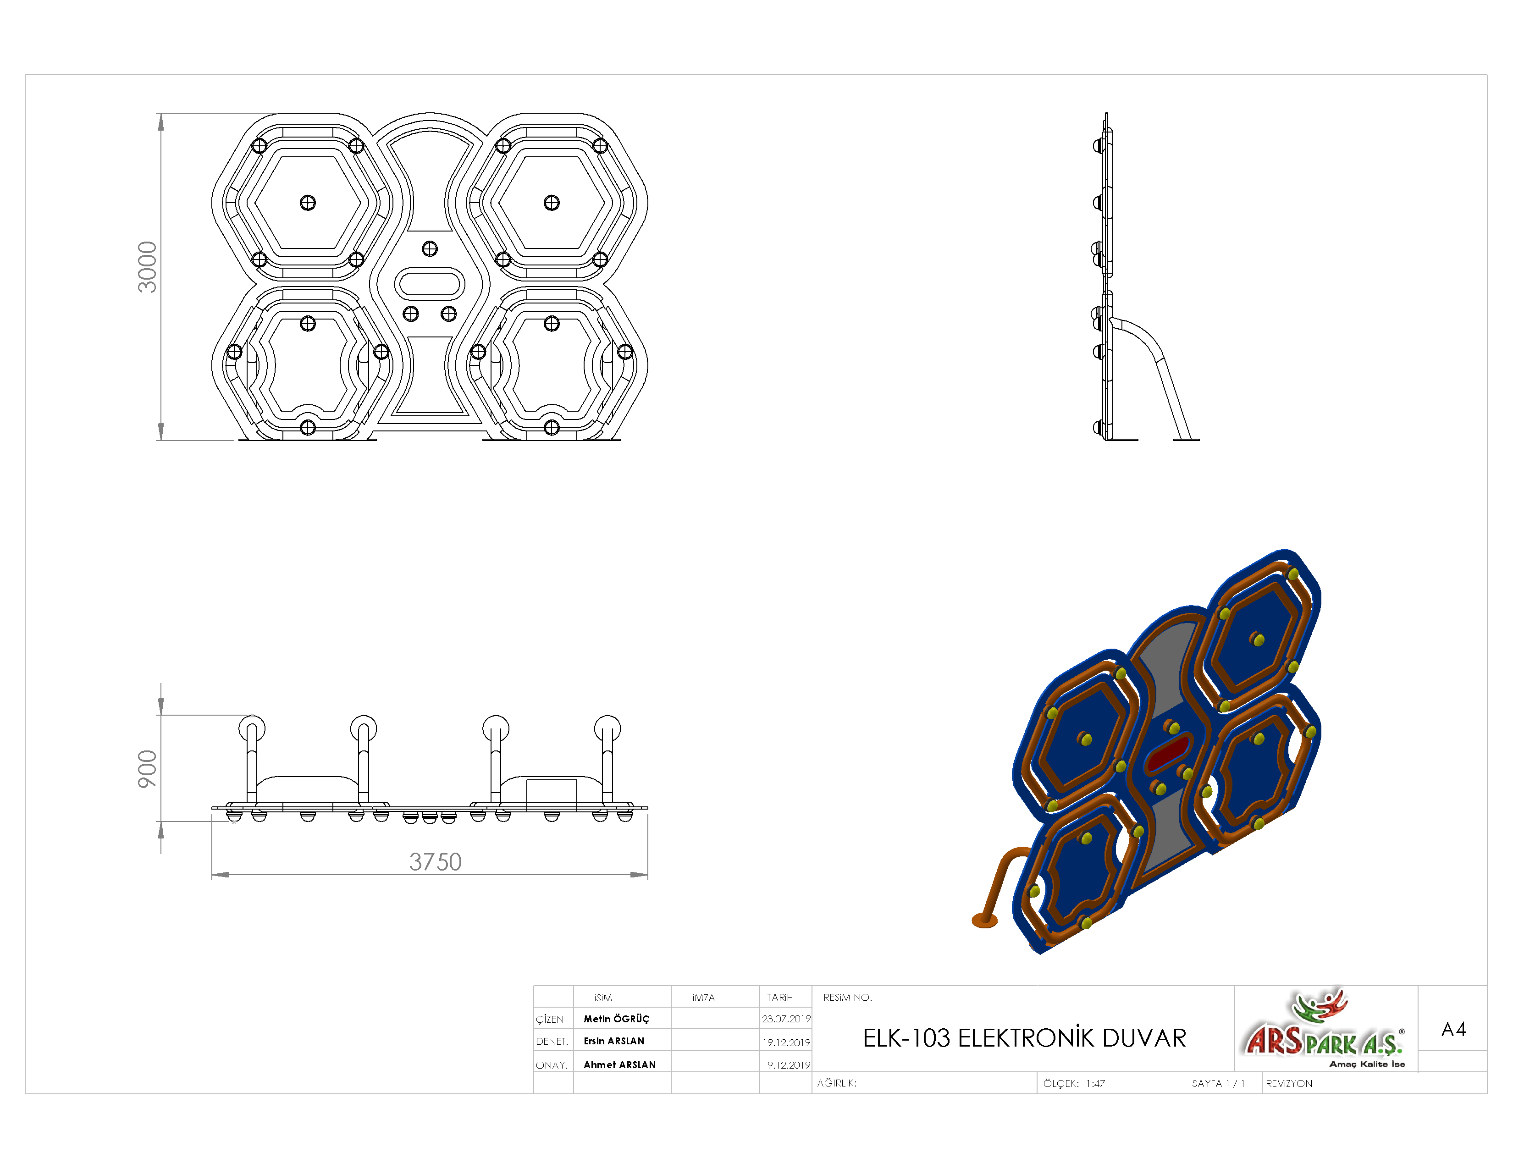 3000
900
3750
İSİM İMZA TARİH RESİM NO:
ÇİZEN Metin ÖGRÜÇ 23.07.2019
DENET. Ersin ARSLAN 19.12.2019
ONAY. Ahmet ARSLAN 9.12.2019
ELK-103 ELEKTRONİK DUVAR
ARSPARK A.Ş.®
Amaç Kalite İse
A4
AĞIRLIK: ÖLÇEK: 1:47 SAYFA 1 / 1 REVİZYON